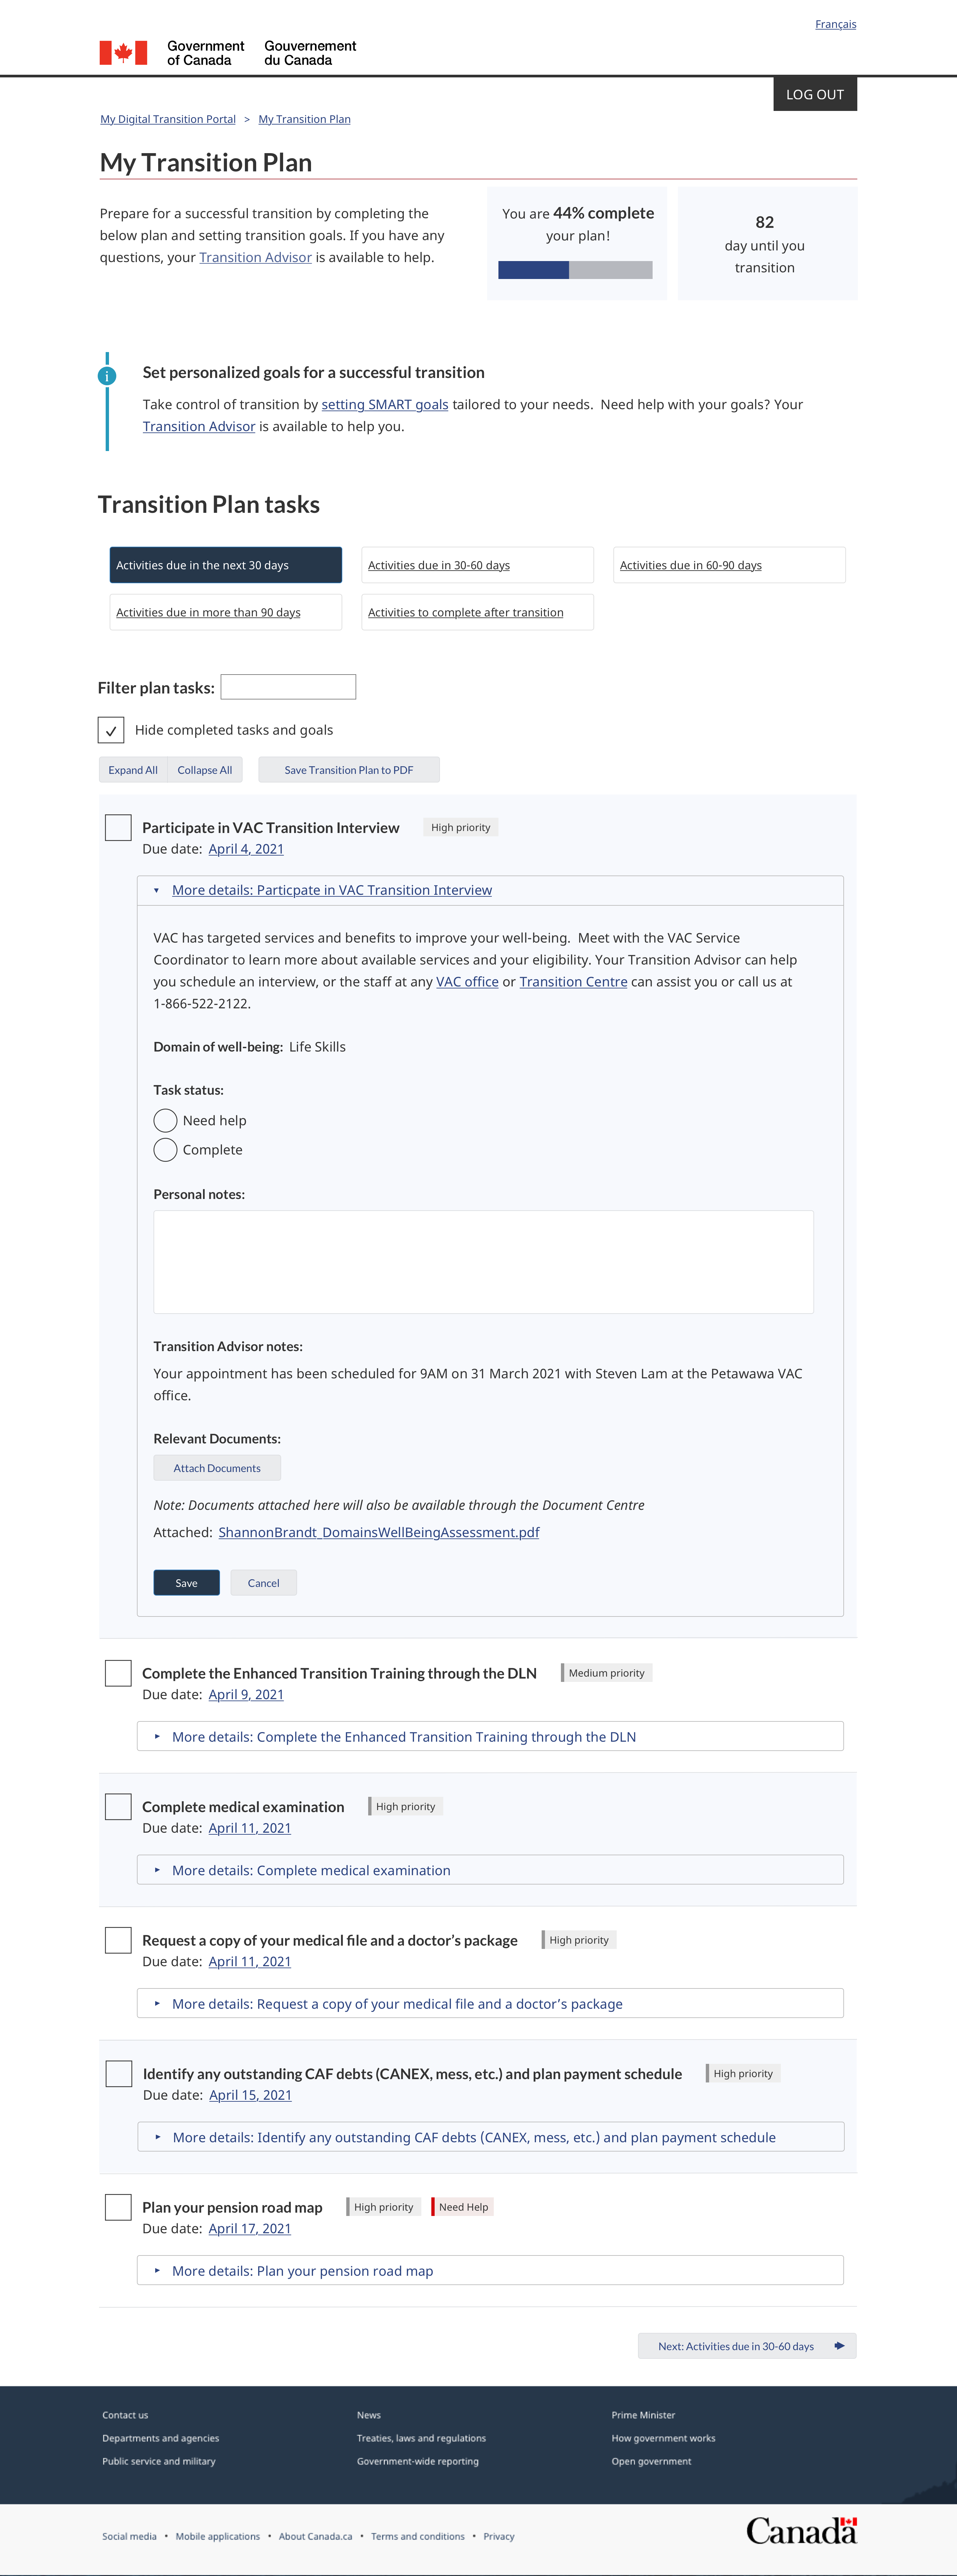 Français
Government
of Canada
Gouvernement
du Canada
LOG OUT
My Digital Transition Portal > My Transition Plan
My Transition Plan
Prepare for a successful transition by completing the
below plan and setting transition goals. If you have any
questions, your Transition Advisor is available to help.
You are 44% complete
your plan!
82
day until you
transition
i
Set personalized goals for a successful transition
Take control of transition by setting SMART goals tailored to your needs. Need help with your goals? Your
Transition Advisor is available to help you.
Transition Plan tasks
Activities due in the next 30 days
Activities due in 30-60 days
Activities due in 60-90 days
Activities due in more than 90 days
Activities to complete after transition
Filter plan tasks:
Hide completed tasks and goals
Expand All
Collapse All
Save Transition Plan to PDF
Participate in VAC Transition Interview
High priority
Due date: April 4, 2021
More details: Particpate in VAC Transition Interview
VAC has targeted services and benefits to improve your well-being. Meet with the VAC Service
Coordinator to learn more about available services and your eligibility. Your Transition Advisor can help
you schedule an interview, or the staff at any VAC office or Transition Centre can assist you or call us at
1-866-522-2122.
Domain of well-being: Life Skills
Task status:
Need help
Complete
Personal notes:
Transition Advisor notes:
Your appointment has been scheduled for 9AM on 31 March 2021 with Steven Lam at the Petawawa VAC
office.
Relevant Documents:
Attach Documents
Note: Documents attached here will also be available through the Document Centre
Attached: ShannonBrandt_DomainsWellBeingAssessment.pdf
Save
Cancel
Complete the Enhanced Transition Training through the DLN
Medium priority
Due date: April 9, 2021
More details: Complete the Enhanced Transition Training through the DLN
Complete medical examination
High priority
Due date: April 11, 2021
More details: Complete medical examination
Request a copy of your medical file and a doctor’s package
High priority
Due date: April 11, 2021
More details: Request a copy of your medical file and a doctor’s package
Identify any outstanding CAF debts (CANEX, mess, etc.) and plan payment schedule
High priority
Due date: April 15, 2021
More details: Identify any outstanding CAF debts (CANEX, mess, etc.) and plan payment schedule
Plan your pension road map
High priority
Need Help
Due date: April 17, 2021
More details: Plan your pension road map
Next: Activities due in 30-60 days
Contact us
News
Prime Minister
Departments and agencies
Treaties, laws and regulations
How government works
Public service and military
Government-wide reporting
Open government
Social media • Mobile applications • About Canada.ca • Terms and conditions • Privacy
Canada